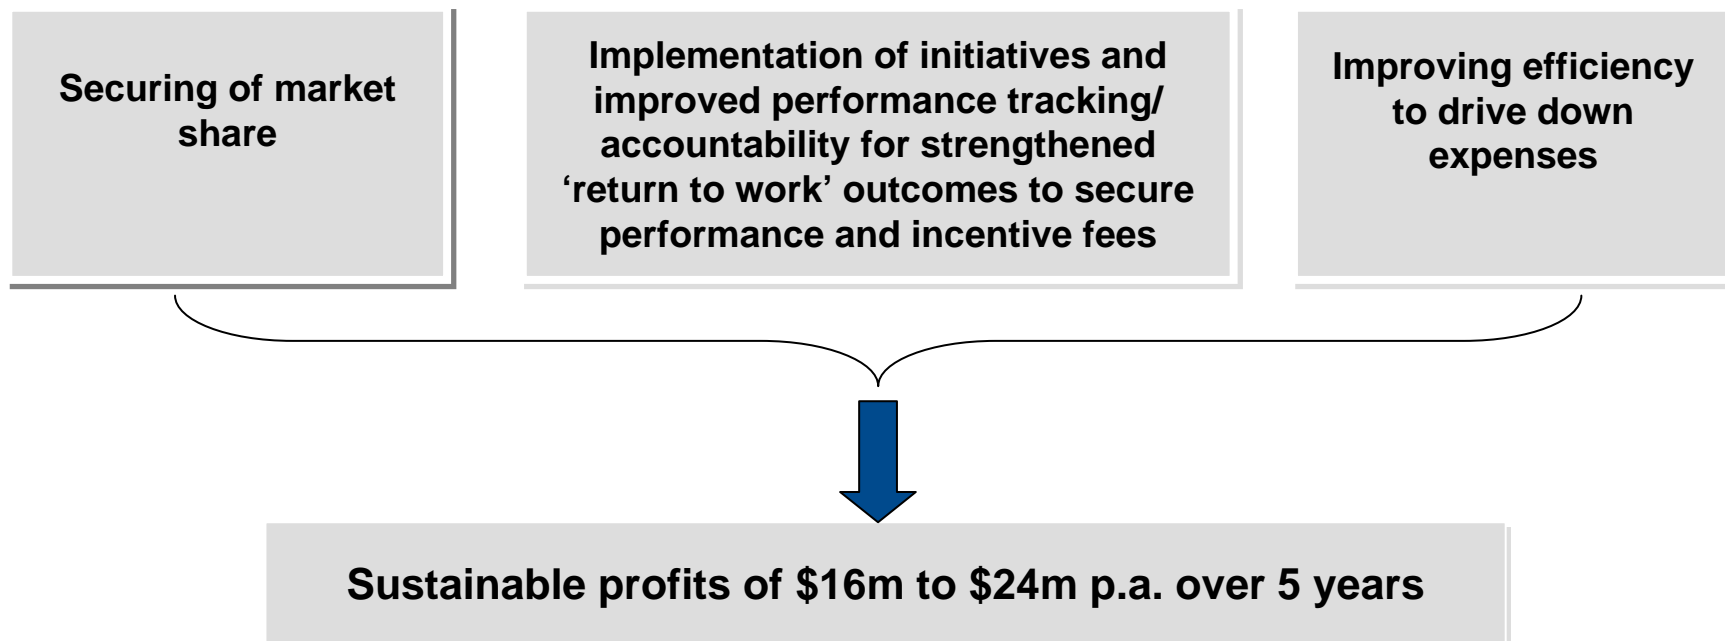 Securing of market
share
Implementation of initiatives and
improved performance tracking/
accountability for strengthened
‘return to work’ outcomes to secure
performance and incentive fees
Improving efficiency
to drive down
expenses
Sustainable profits of $16m to $24m p.a. over 5 years